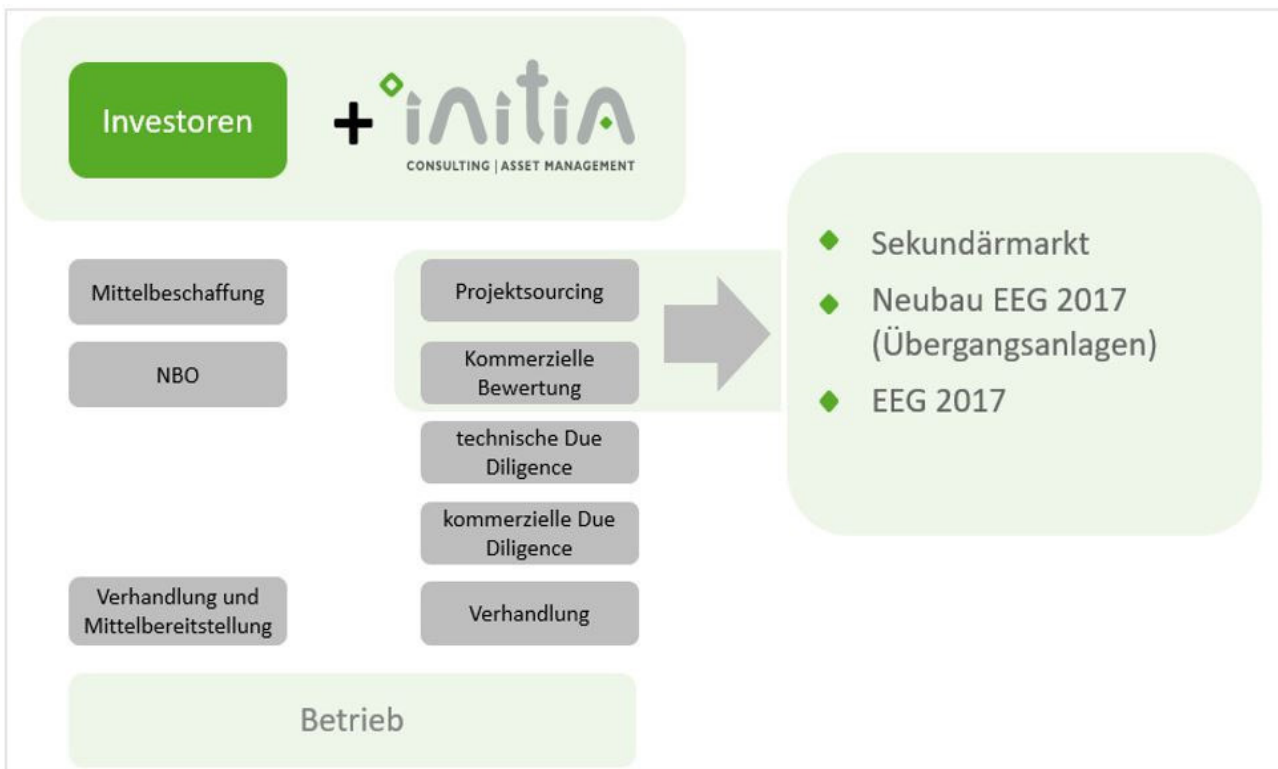 Investoren
+
initia
CONSULTING | ASSET MANAGEMENT
Mittelbeschaffung
NBO
Verhandlung und
Mittelbereitstellung
Projektsourcing
Kommerzielle
Bewertung
technische Due
Diligence
kommerzielle Due
Diligence
Verhandlung
Sekundärmarkt
Neubau EEG 2017
(Übergangsanlagen)
EEG 2017
Betrieb